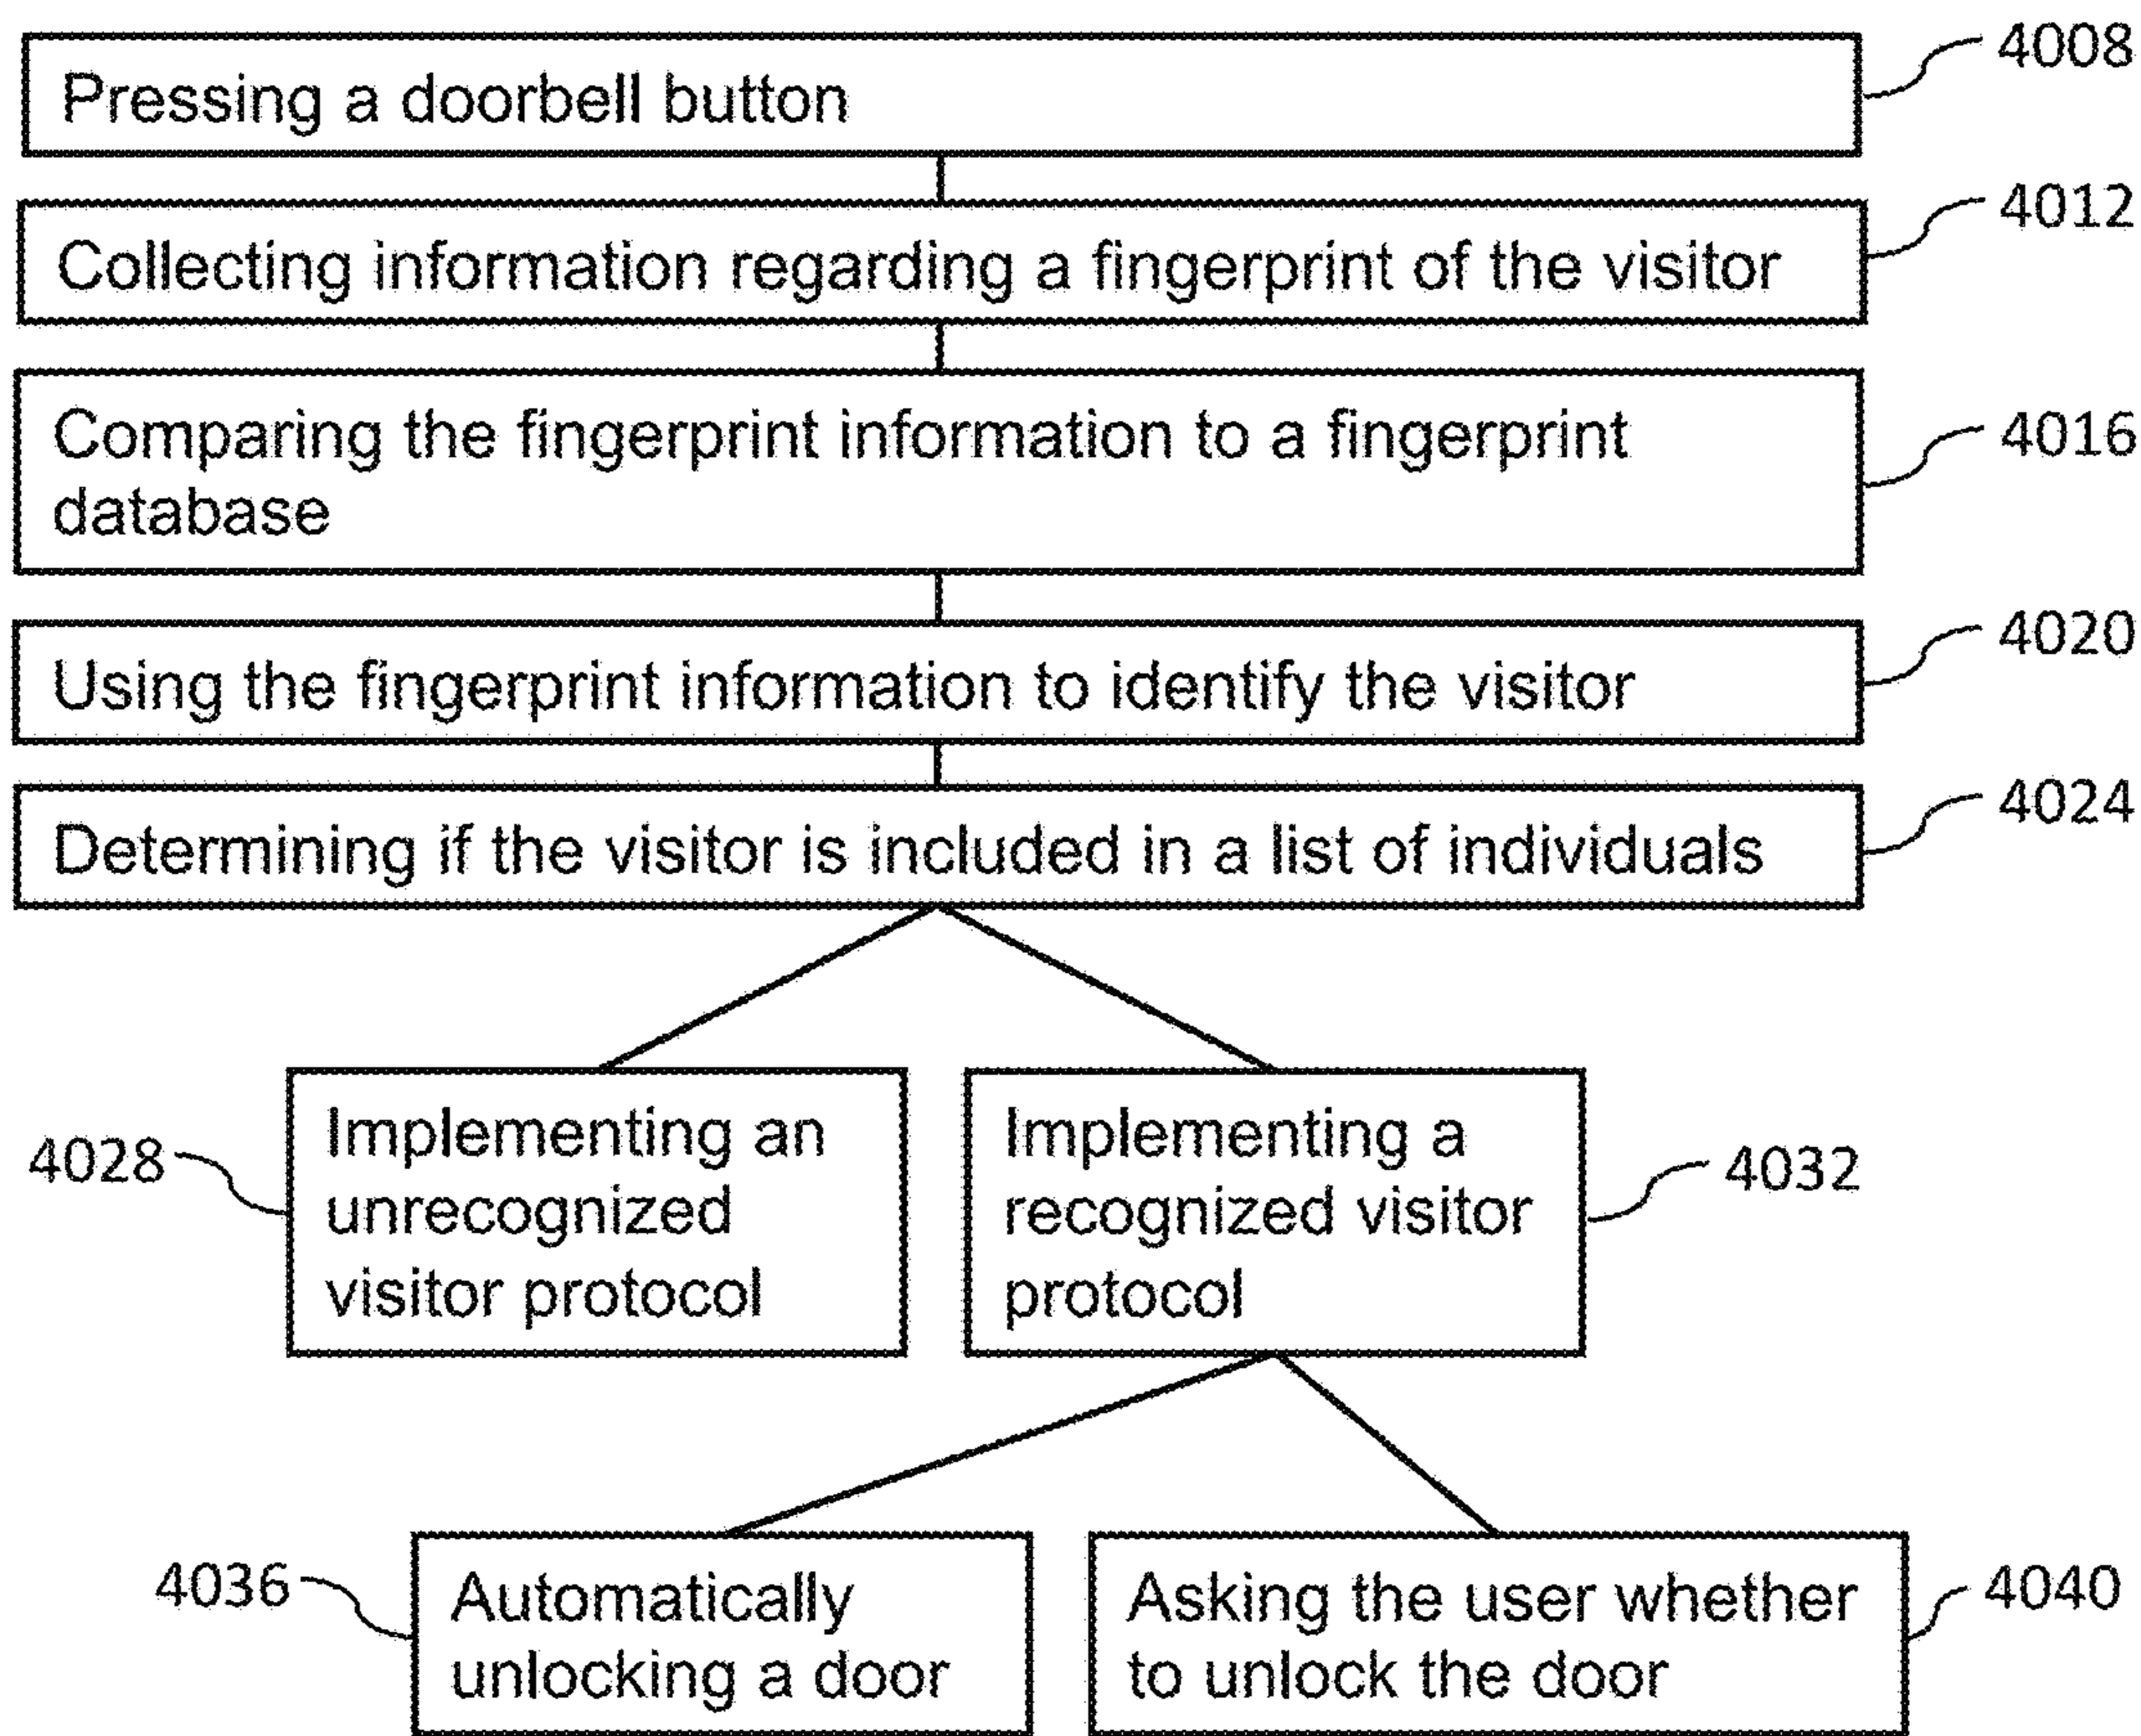 Pressing a doorbell button
4008
Collecting information regarding a fingerprint of the visitor
4012
Comparing the fingerprint information to a fingerprint
database
4016
Using the fingerprint information to identify the visitor
4020
Determining if the visitor is included in a list of individuals
4024
4028
Implementing an
unrecognized
visitor protocol
Implementing a
recognized visitor
protocol
4032
4036
Automatically
unlocking a door
Asking the user whether
to unlock the door
4040